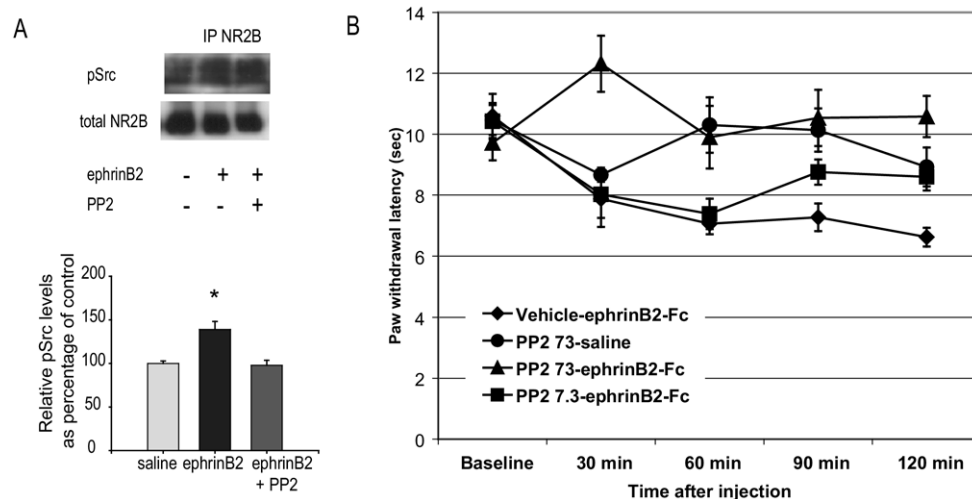 A
IP NR2B
pSrc
total NR2B
ephrinB2 - + +
PP2 - - +
Relative pSrc levels
as percentage of control
200
150
100
50
0
*
saline ephrinB2 ephrinB2
+ PP2
B
Paw withdrawal latency (sec)
14
12
10
8
6
4
2
0
Vehicle-ephrinB2-Fc
PP2 73-saline
PP2 73-ephrinB2-Fc
PP2 7.3-ephrinB2-Fc
Baseline 30 min 60 min 90 min 120 min
Time after injection